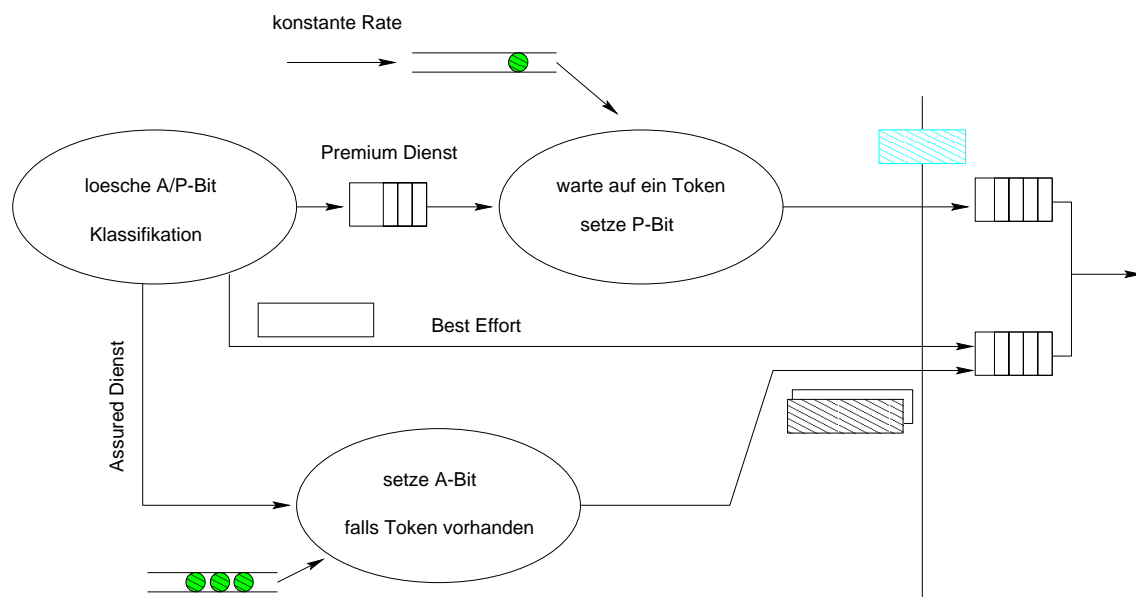 konstante Rate
Premium Dienst
loesche A/P-Bit
Klassifikation
warte auf ein Token
setze P-Bit
Best Effort
Assured Dienst
setze A-Bit
falls Token vorhanden